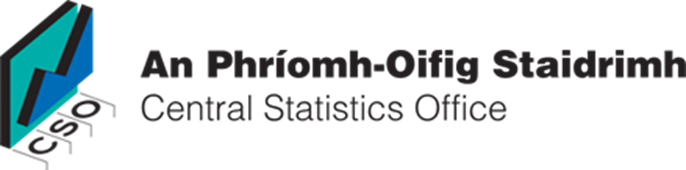 An Phríomh-Oifig Staidrimh
Central Statistics Office
CSO